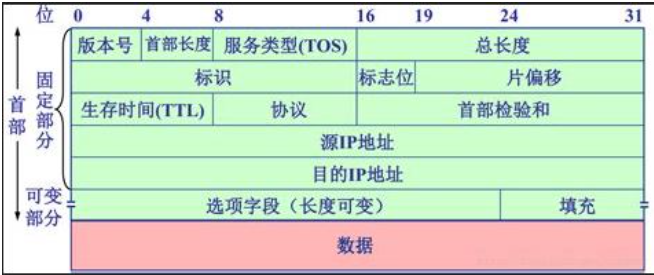 位 0 4 8 16 19 24 31
版本号 首部长度 服务类型(TOS) 总长度
标识 标志位 片偏移
生存时间(TTL) 协议 首部检验和
源IP地址
目的IP地址
选项字段（长度可变） 填充
数据
首部
固定部分
可变部分